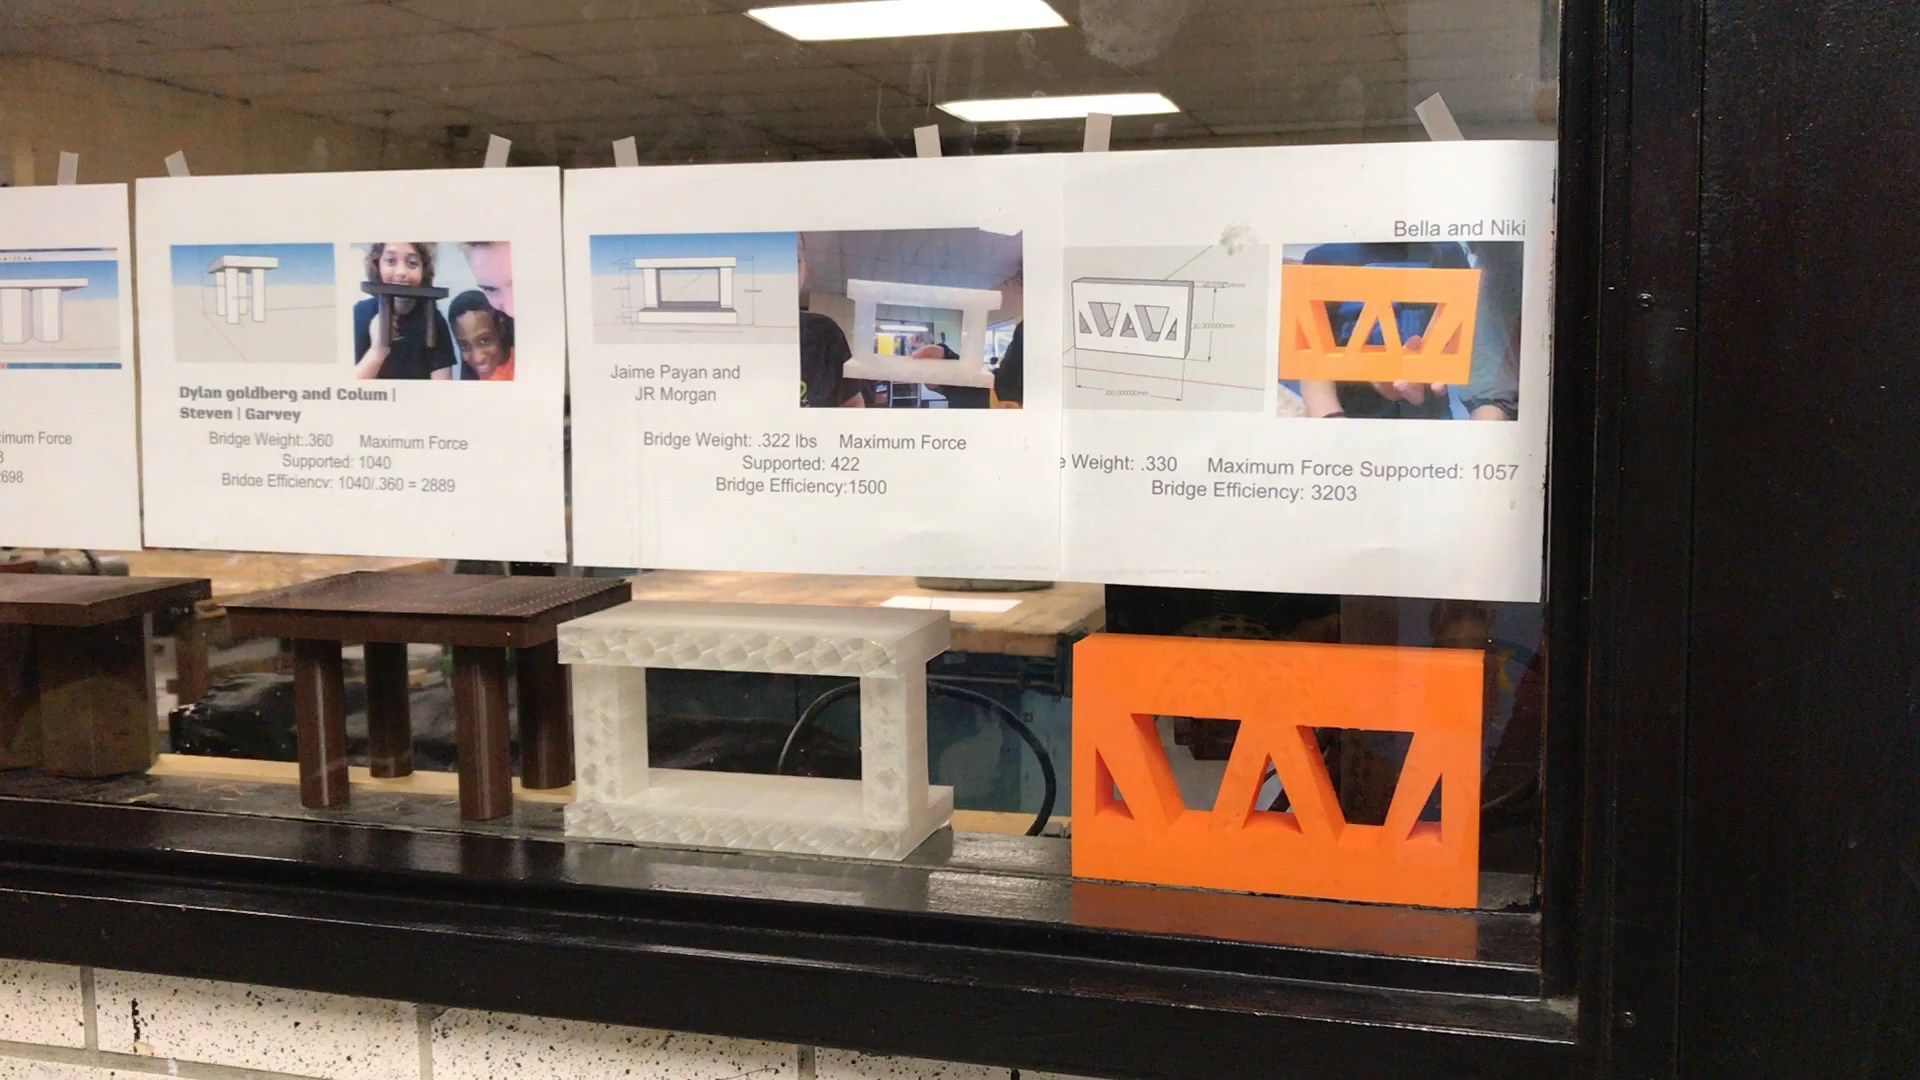 698
Dylan goldberg and Colum |
Steven | Garvey
Bridge Weight:.360 Maximum Force
Supported: 1040
Bridge Efficiency: 1040/.360 = 2889
Jaime Payan and
JR Morgan
Bridge Weight: .322 lbs Maximum Force
Supported: 422
Bridge Efficiency:1500
Bella and Niki
200.000000mm
Weight: .330 Maximum Force Supported: 1057
Bridge Efficiency: 3203